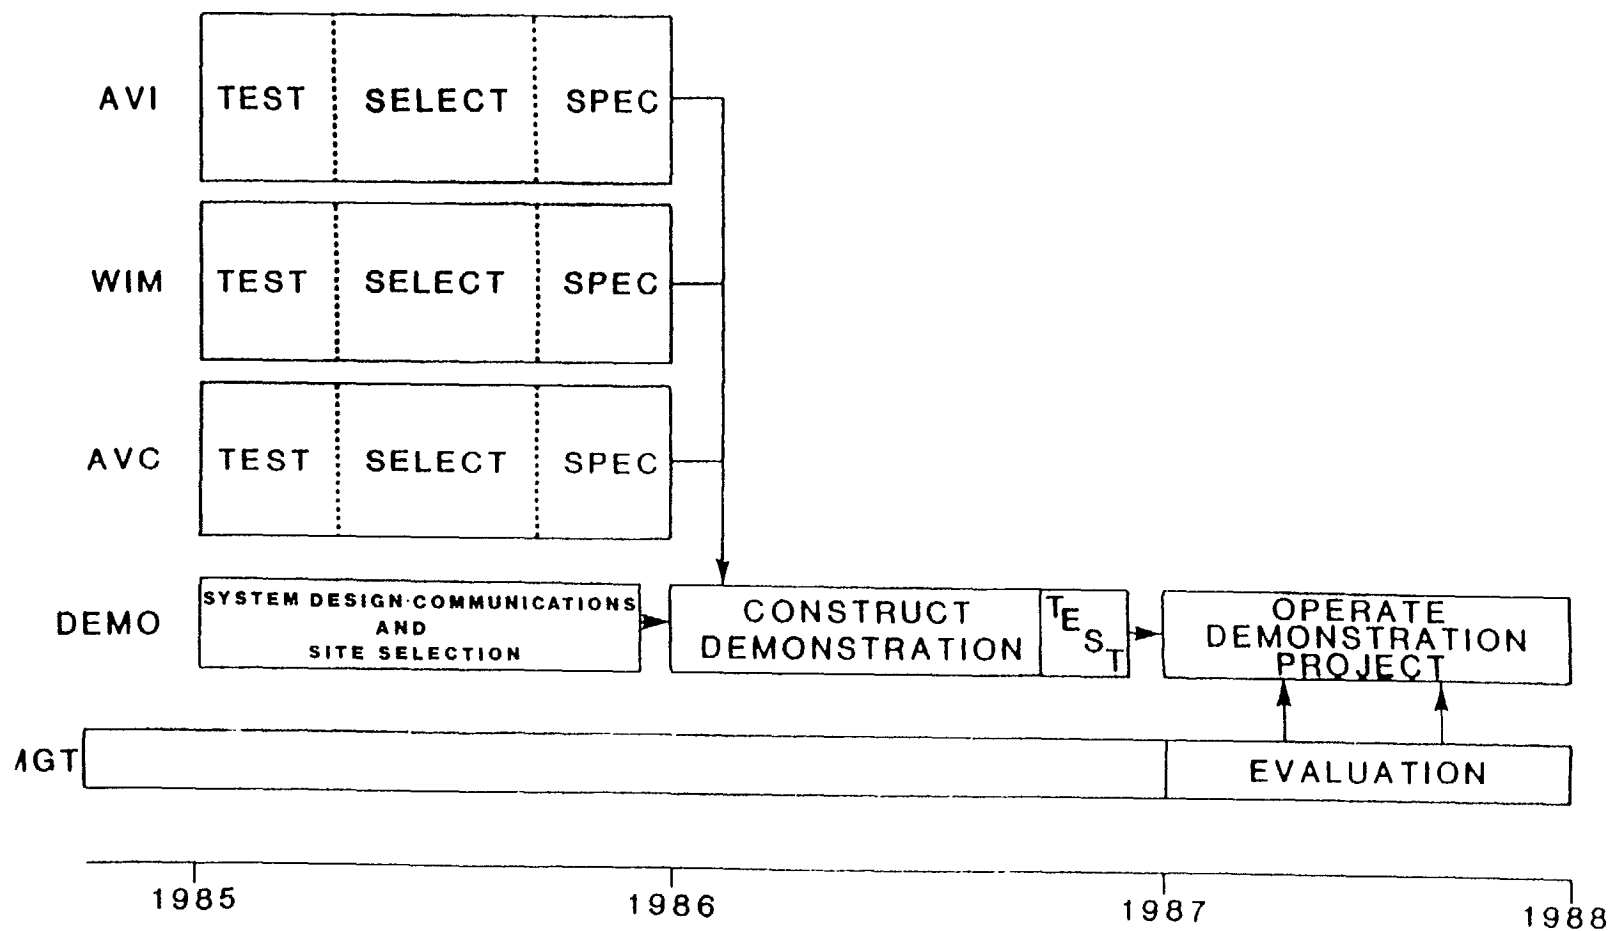 AVI TEST SELECT SPEC
WIM TEST SELECT SPEC
AVC TEST SELECT SPEC
DEMO
SYSTEM DESIGN·COMMUNICATIONS
AND
SITE SELECTION
CONSTRUCT
DEMONSTRATION
TEST
OPERATE
DEMONSTRATION
PROJECT
EVALUATION
1985 1986 1987 1988